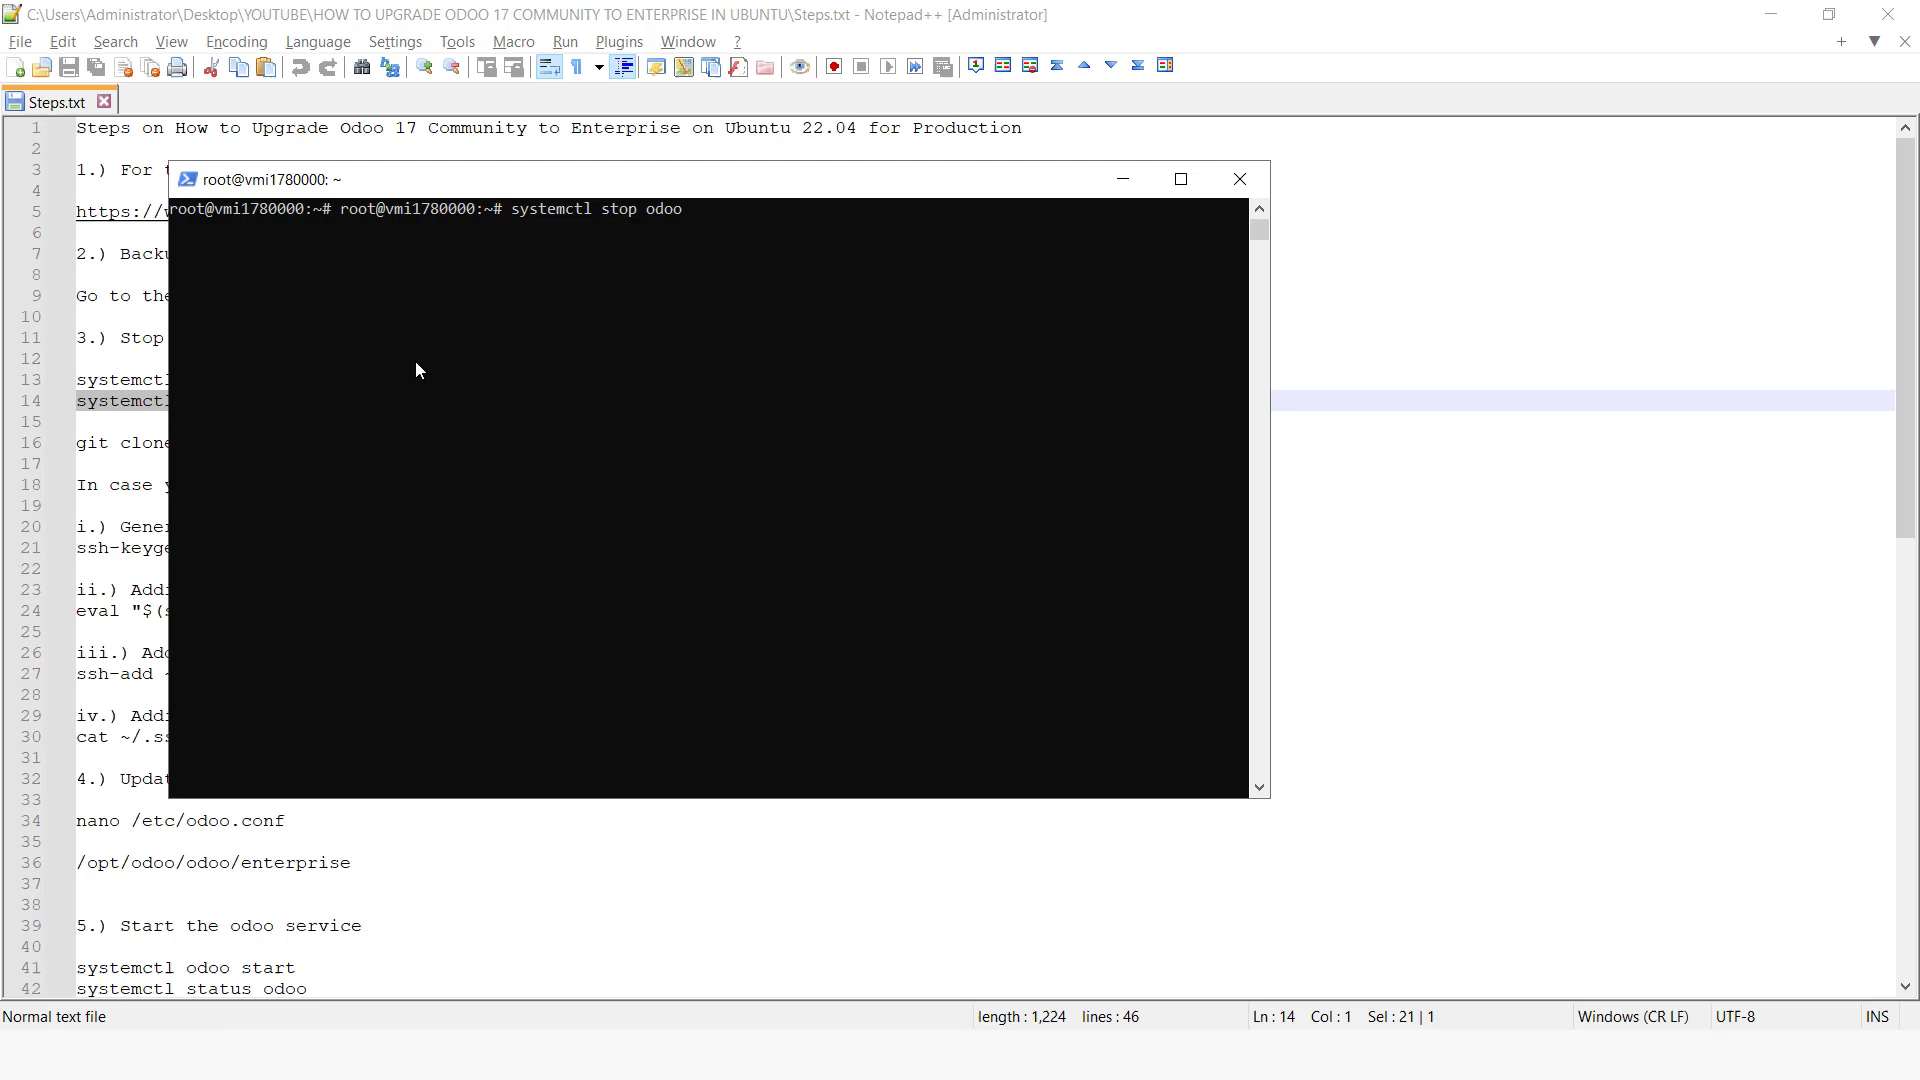 C:\Users\Administrator\Desktop\YOUTUBE\HOW TO UPGRADE ODOO 17 COMMUNITY TO ENTERPRISE IN UBUNTU\Steps.txt - Notepad++ [Administrator]
File Edit Search View Encoding Language Settings Tools Macro Run Plugins Window ?
Steps.txt
1 Steps on How to Upgrade Odoo 17 Community to Enterprise on Ubuntu 22.04 for Production
2
3 1.) For
root@vmi1780000: ~
4
5 https://
root@vmi1780000:~# root@vmi1780000:~# systemctl stop odoo
6
7 2.) Back
8
9 Go to the
10
11 3.) Stop
12
13 systemctl
14 systemctl
15
16 git clone
17
18 In case
19
20 i.) Gene
21 ssh-keyge
22
23 ii.) Add
24 eval "$(s
25
26 iii.) Add
27 ssh-add
28
29 iv.) Add
30 cat ~/.ss
31
32 4.) Updat
33
34 nano /etc/odoo.conf
35
36 /opt/odoo/odoo/enterprise
37
38
39 5.) Start the odoo service
40
41 systemctl odoo start
42 systemctl status odoo
Normal text file length : 1,224 lines : 46 Ln : 14 Col : 1 Sel : 21 | 1 Windows (CR LF) UTF-8 INS